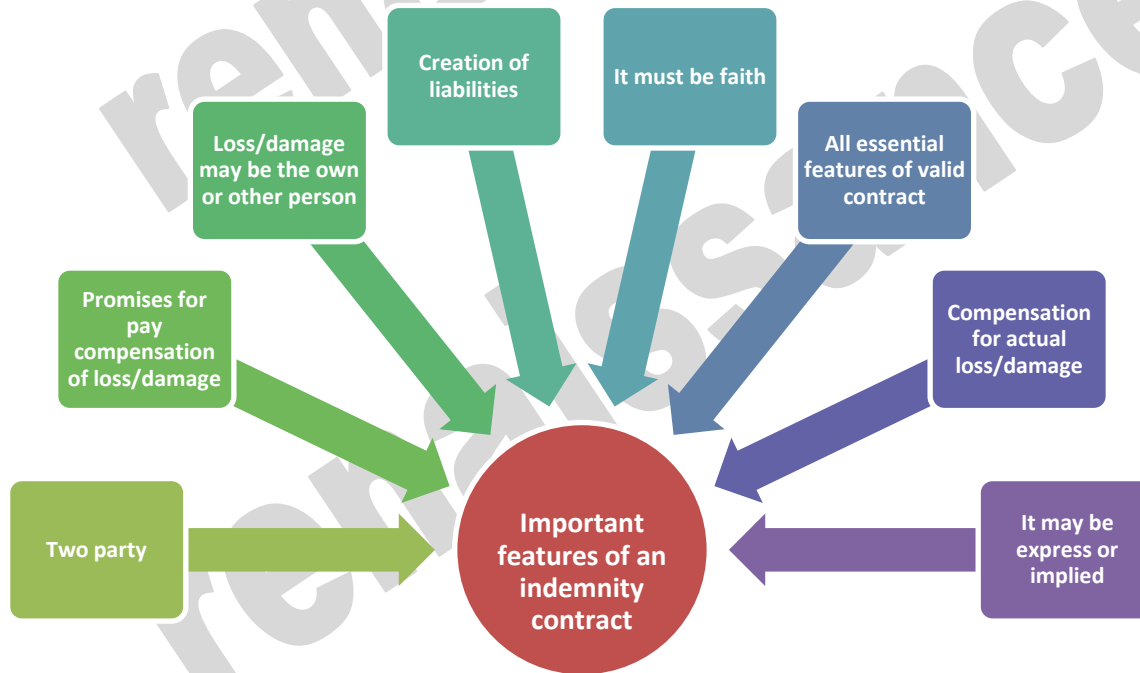 Creation of
liabilities
It must be faith
Loss/damage
may be the own
or other person
All essential
features of valid
contract
Promises for
pay
compensation
of loss/damage
Compensation
for actual
loss/damage
Two party
Important
features of an
indemnity
contract
It may be
express or
implied